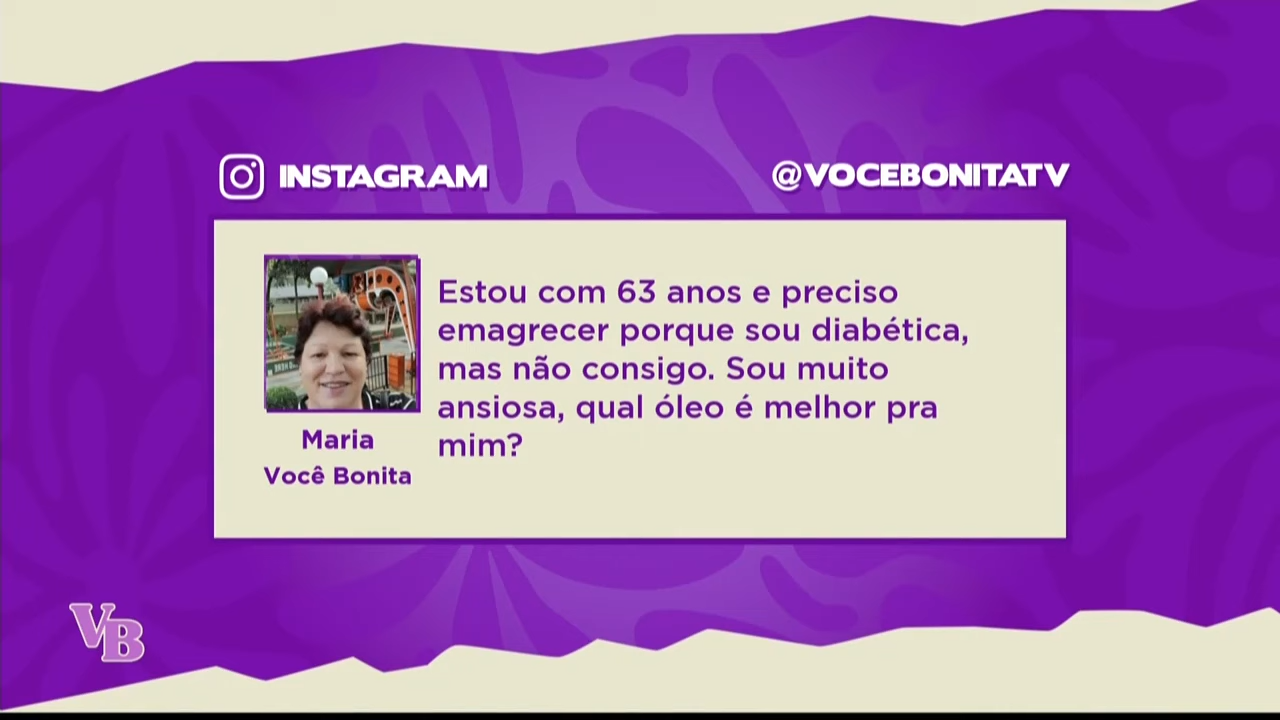 INSTAGRAM
@VOCEBONITATV
Estou com 63 anos e preciso
emagrecer porque sou diabética,
mas não consigo. Sou muito
ansiosa, qual óleo é melhor pra
mim?
Maria
Você Bonita
VB